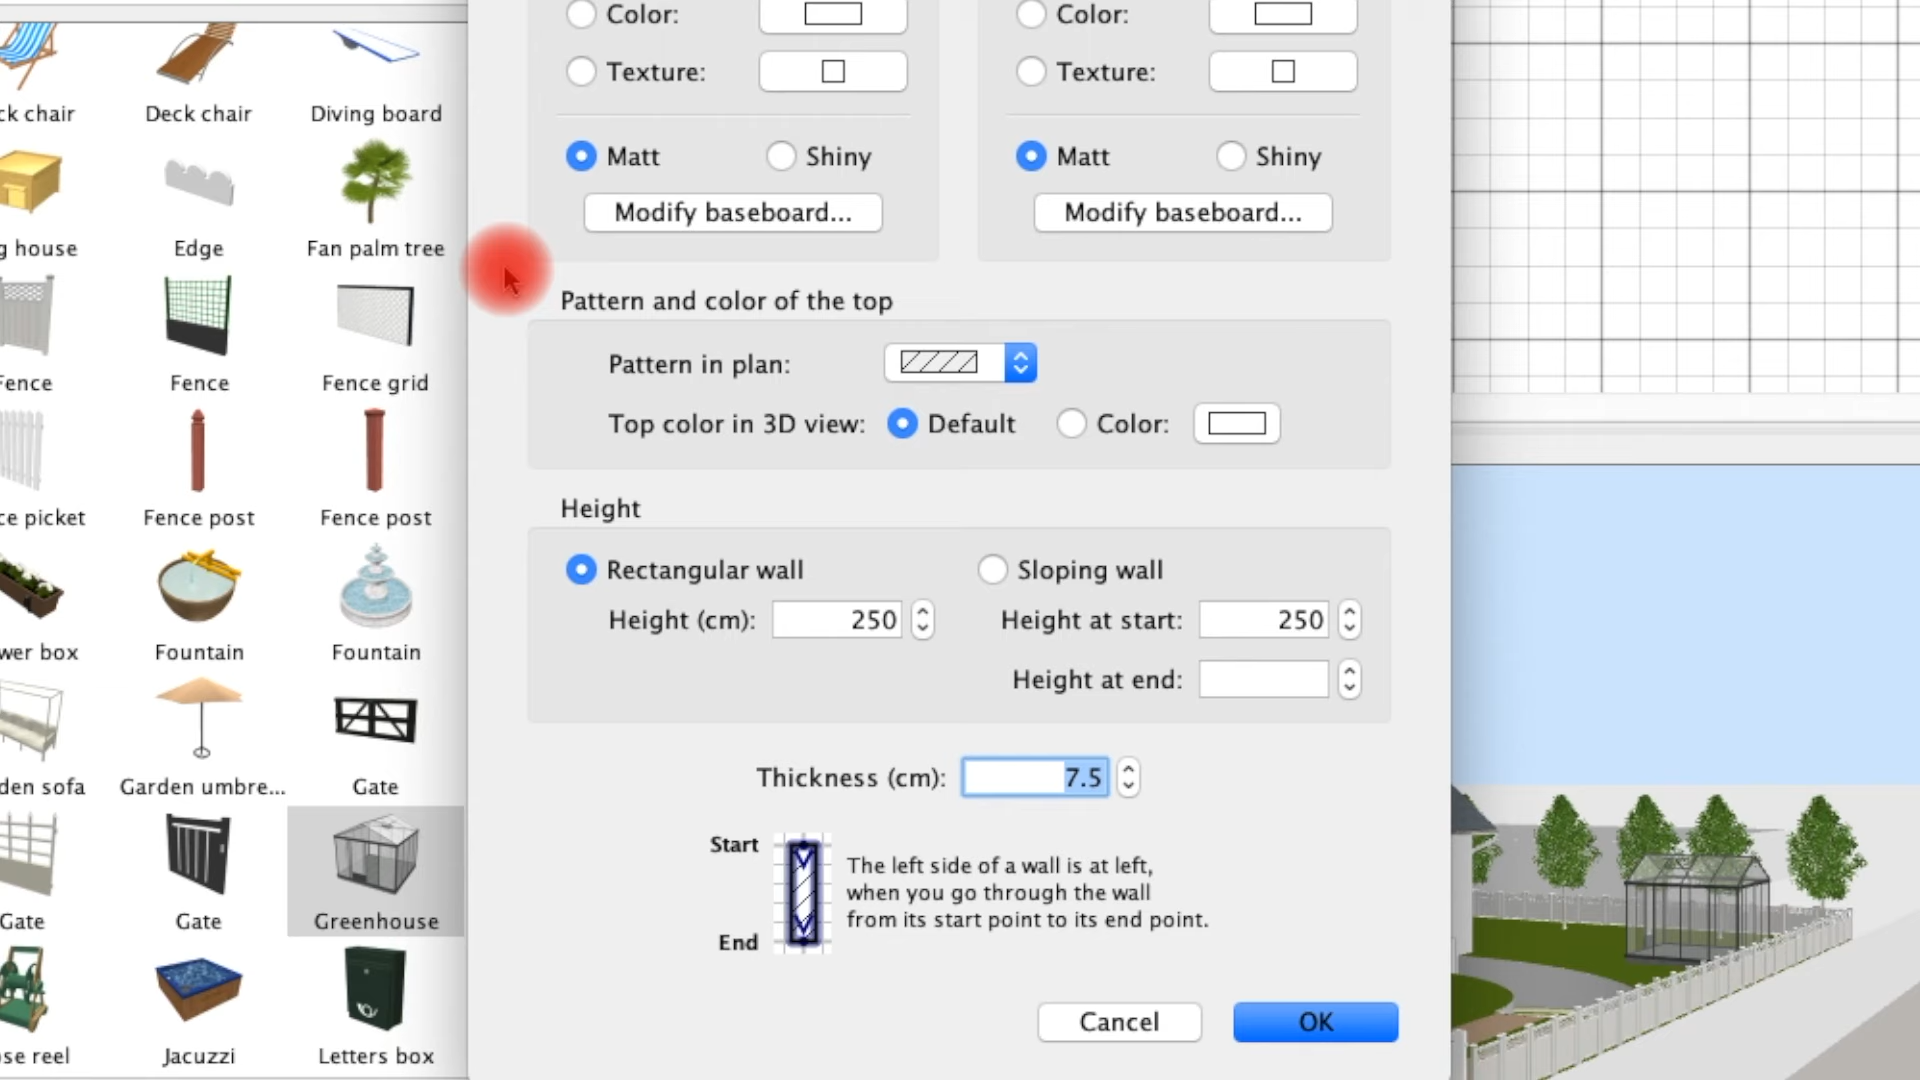 Color:
Color:
Texture:
Texture:
ck chair
Deck chair
Diving board
Matt
Shiny
Matt
Shiny
Modify baseboard...
Modify baseboard...
g house
Edge
Fan palm tree
Pattern and color of the top
Pattern in plan:
Fence
Fence
Fence grid
Top color in 3D view:
Default
Color:
Height
ce picket
Fence post
Fence post
Rectangular wall
Sloping wall
Height (cm):
250
Height at start:
250
wer box
Fountain
Fountain
Height at end:
Thickness (cm):
7.5
den sofa
Garden umbre...
Gate
Start
The left side of a wall is at left,
when you go through the wall
from its start point to its end point.
End
Gate
Gate
Greenhouse
Cancel
OK
se reel
Jacuzzi
Letters box